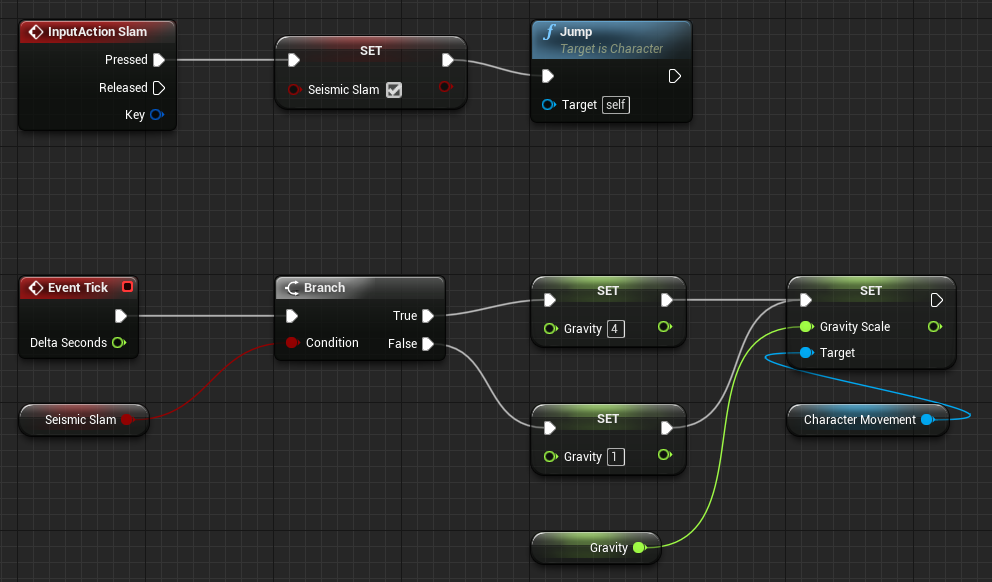 InputAction Slam
Pressed
Released
Key
SET
Seismic Slam
Jump
Target is Character
Target self
Event Tick
Delta Seconds
Seismic Slam
Branch
Condition
True
False
SET
Gravity 4
SET
Gravity 1
Gravity
SET
Gravity Scale
Target
Character Movement